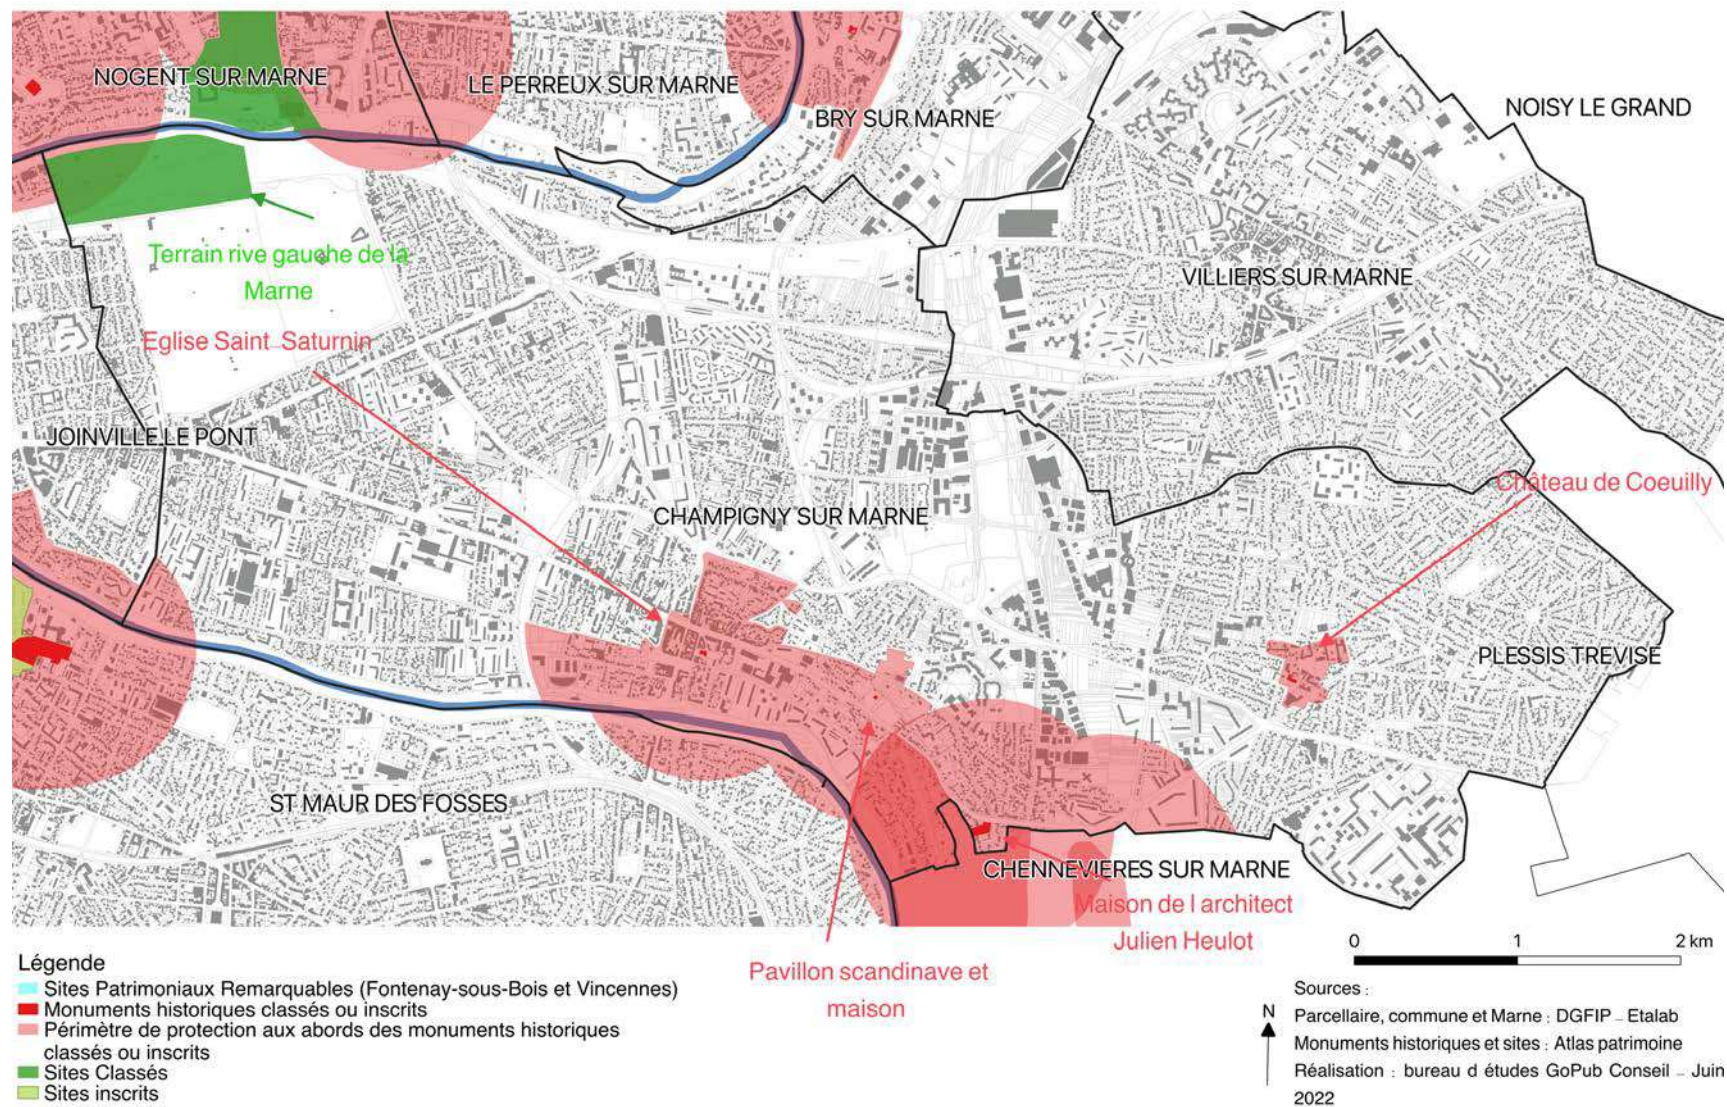 NOGENT SUR MARNE
LE PERREUX SUR MARNE
BRY SUR MARNE
NOISY LE GRAND
Terrain rive gauche de la
Marne
VILLIERS SUR MARNE
Eglise Saint Saturnin
JOINVILLE LE PONT
CHAMPIGNY SUR MARNE
Château de Coeuilly
PLESSIS TREVISE
ST MAUR DES FOSSES
CHENNEVIERES SUR MARNE
Maison de l architect
Julien Heulot
Pavillon scandinave et
maison
Légende
Sites Patrimoniaux Remarquables (Fontenay-sous-Bois et Vincennes)
Monuments historiques classés ou inscrits
Périmètre de protection aux abords des monuments historiques
classés ou inscrits
Sites Classés
Sites inscrits
0 1 2 km
N
Sources :
Parcellaire, commune et Marne : DGFIP _ Etalab
Monuments historiques et sites : Atlas patrimoine
Réalisation : bureau d études GoPub Conseil _ Juin
2022